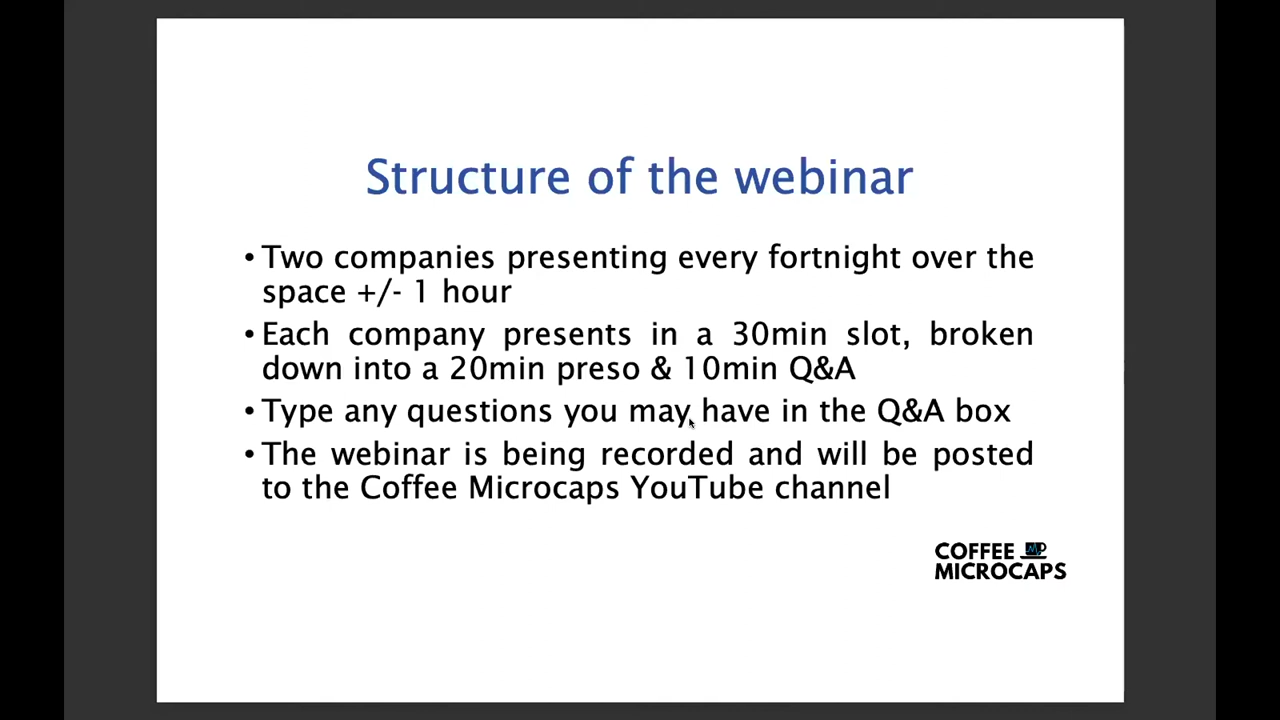 Structure of the webinar
• Two companies presenting every fortnight over the
space +/- 1 hour
• Each company presents in a 30min slot, broken
down into a 20min preso & 10min Q&A
• Type any questions you may have in the Q&A box
• The webinar is being recorded and will be posted
to the Coffee Microcaps YouTube channel
COFFEE
MICROCAPS